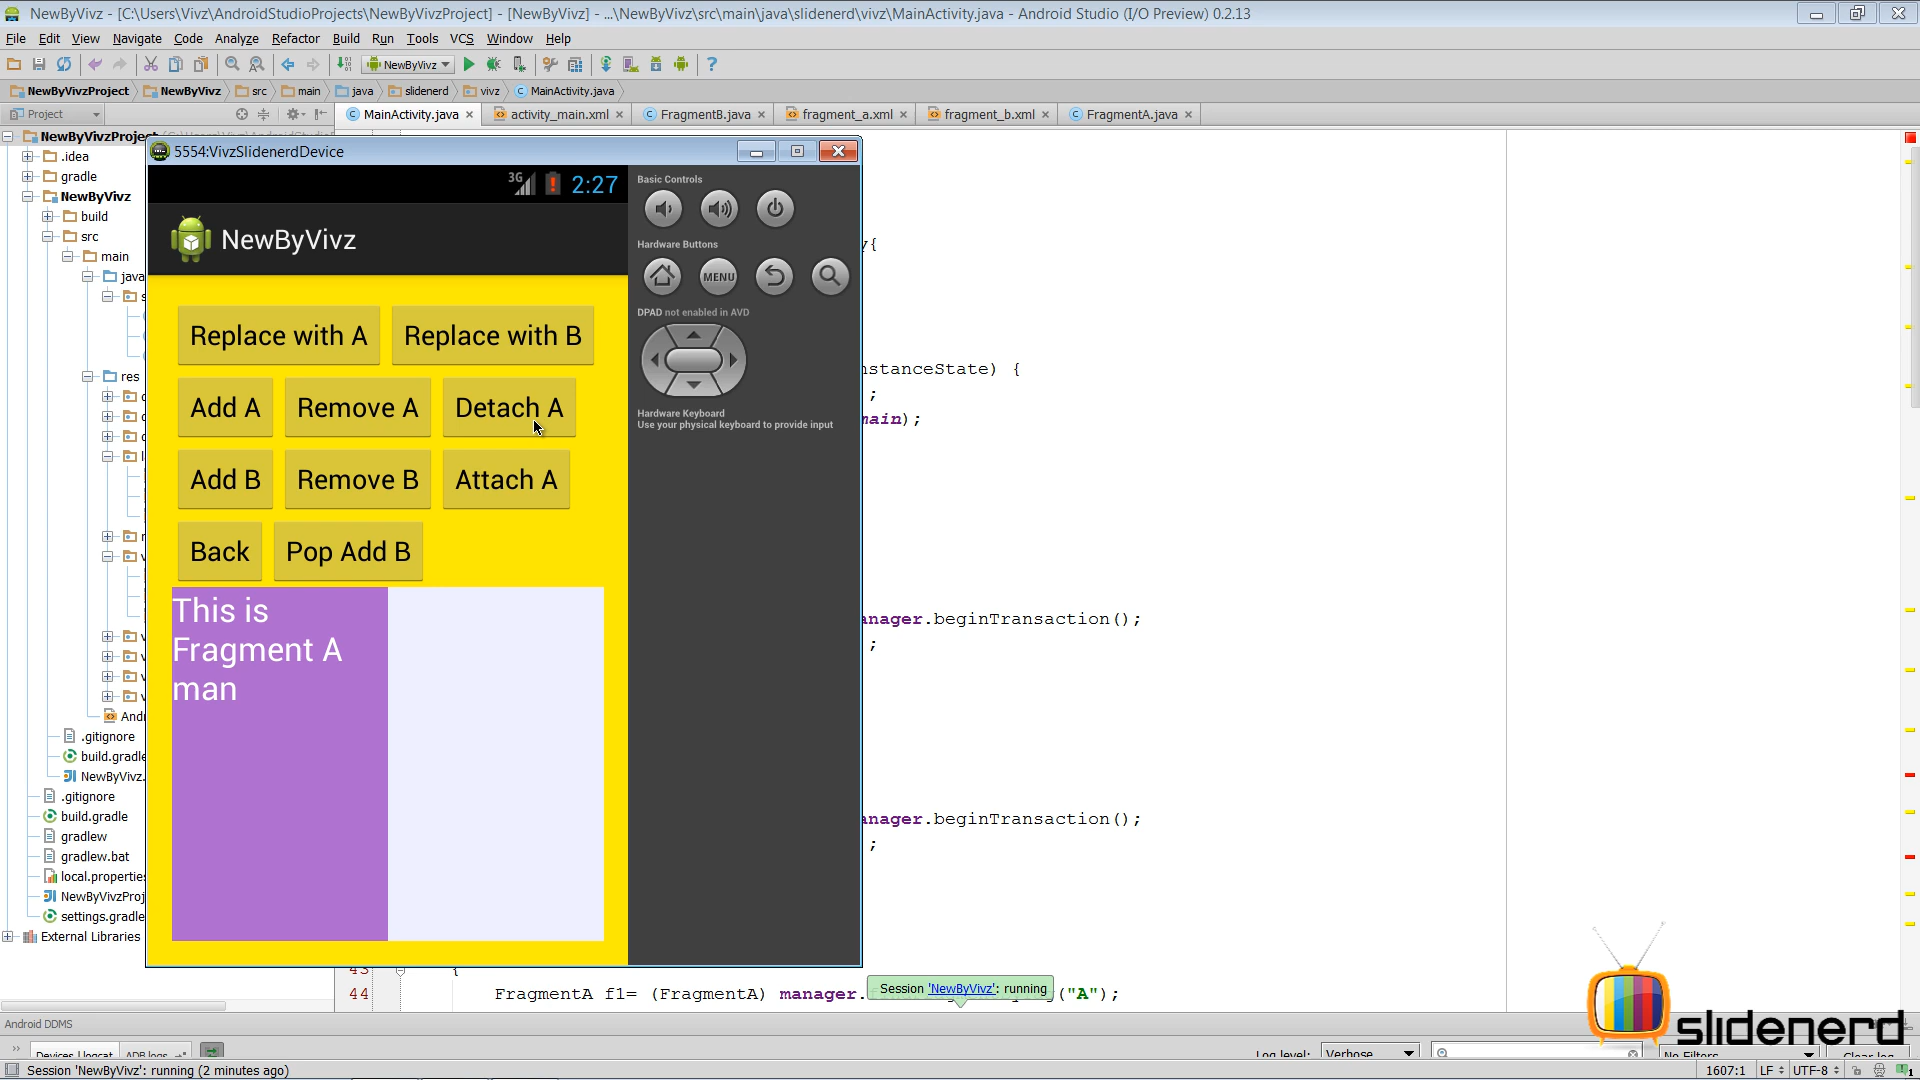 NewByVivz - [C:\Users\Vivz\AndroidStudioProjects\NewByVivzProject] - [NewByVivz] - ...\NewByVivz\src\main\java\slidenerd\vivz\MainActivity.java - Android Studio (I/O Preview) 0.2.13
File Edit View Navigate Code Analyze Refactor Build Run Tools VCS Window Help
NewByVivz
NewByVivzProject NewByVivz src main java slidenerd vivz MainActivity.java
Project MainActivity.java activity_main.xml FragmentB.java fragment_a.xml fragment_b.xml FragmentA.java
NewByVivzProject
.idea
gradle
NewByVivz
build
src
main
java
res
.gitignore
build.gradle
NewByVivz.
.gitignore
build.gradle
gradlew
gradlew.bat
local.properties
NewByVivzProj
settings.gradle
External Libraries
5554:VivzSlidenerdDevice
3G 2:27
NewByVivz
Replace with A Replace with B
Add A Remove A Detach A
Add B Remove B Attach A
Back Pop Add B
This is
Fragment A
man
Basic Controls
Hardware Buttons
MENU
DPAD not enabled in AVD
Hardware Keyboard
Use your physical keyboard to provide input
y{
nstanceState) {
;
main);
anager.beginTransaction();
;
anager.beginTransaction();
;
43 {
44 FragmentA f1= (FragmentA) manager. ("A");
Session 'NewByVivz': running
Android DDMS
Devices | logcat ADB logs Log level: Verbose No Filters Clear log
Session 'NewByVivz': running (2 minutes ago) 1607:1 LF UTF-8 1
slidenerd